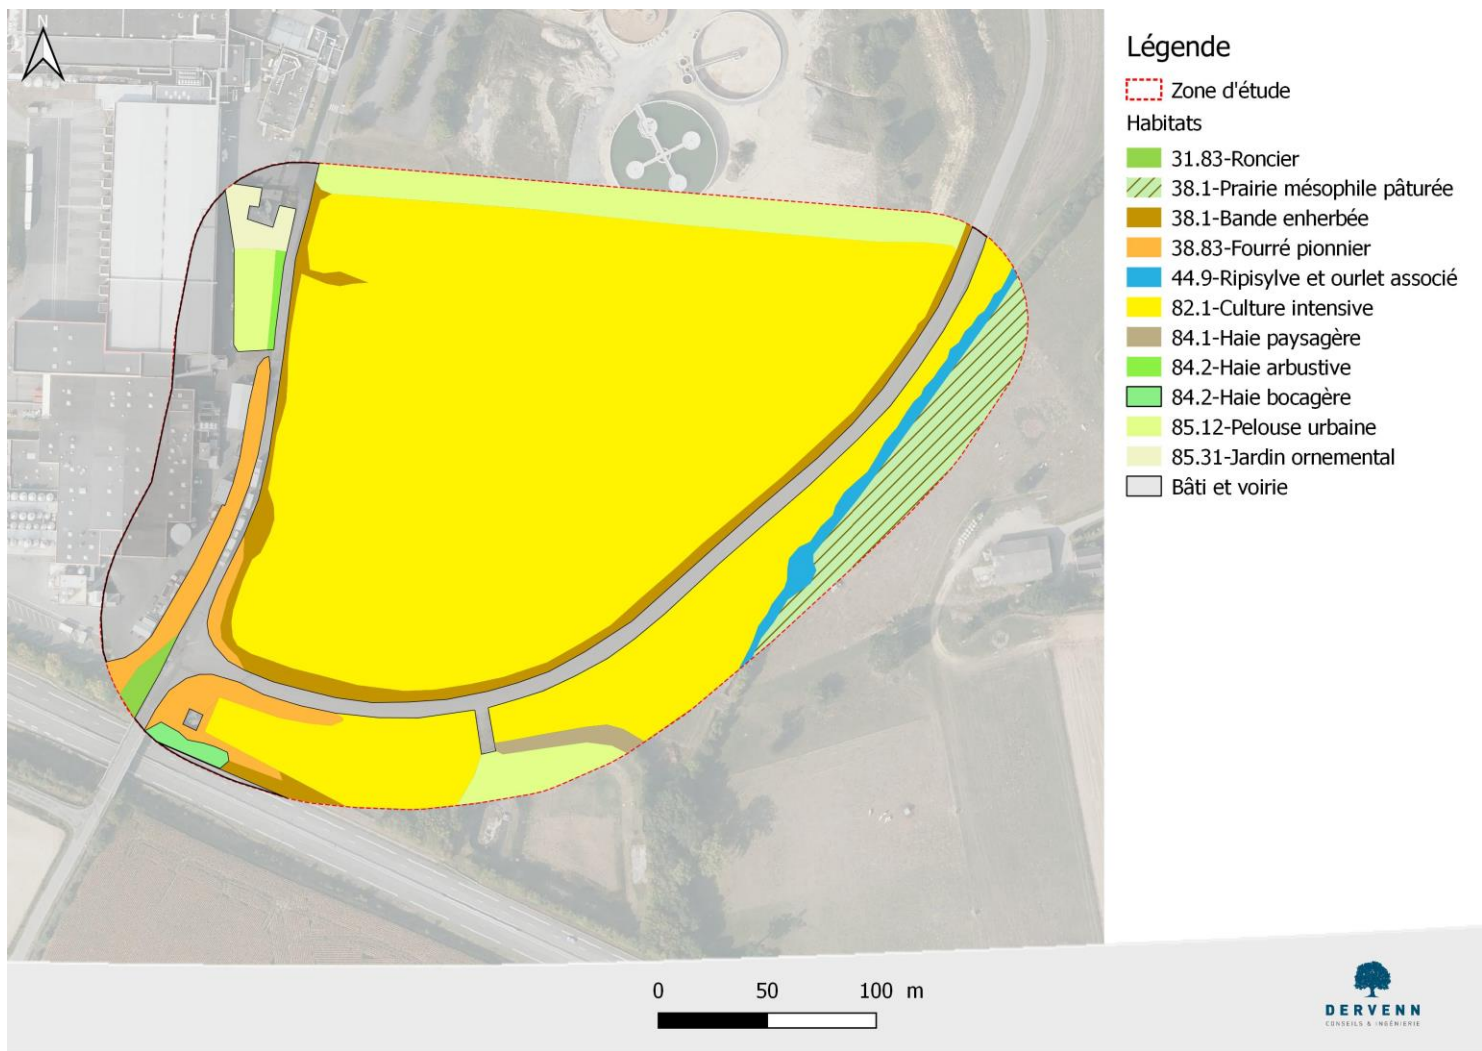 N
Légende
Zone d'étude
Habitats
31.83-Roncier
38.1-Prairie mésophile pâturée
38.1-Bande enherbée
38.83-Fourré pionnier
44.9-Ripisylve et ourlet associé
82.1-Culture intensive
84.1-Haie paysagère
84.2-Haie arbustive
84.2-Haie bocagère
85.12-Pelouse urbaine
85.31-Jardin ornemental
Bâti et voirie
0 50 100 m
DERVENN
CONSEILS & INGÉNIERIE